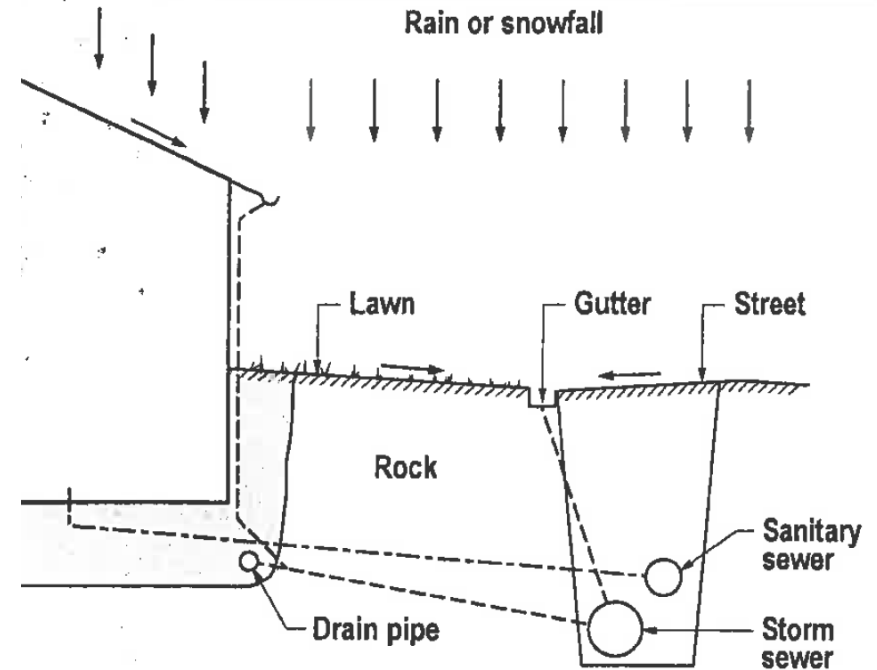 Rain or snowfall
Lawn
Gutter
Street
Rock
Sanitary
sewer
Drain pipe
Storm
sewer